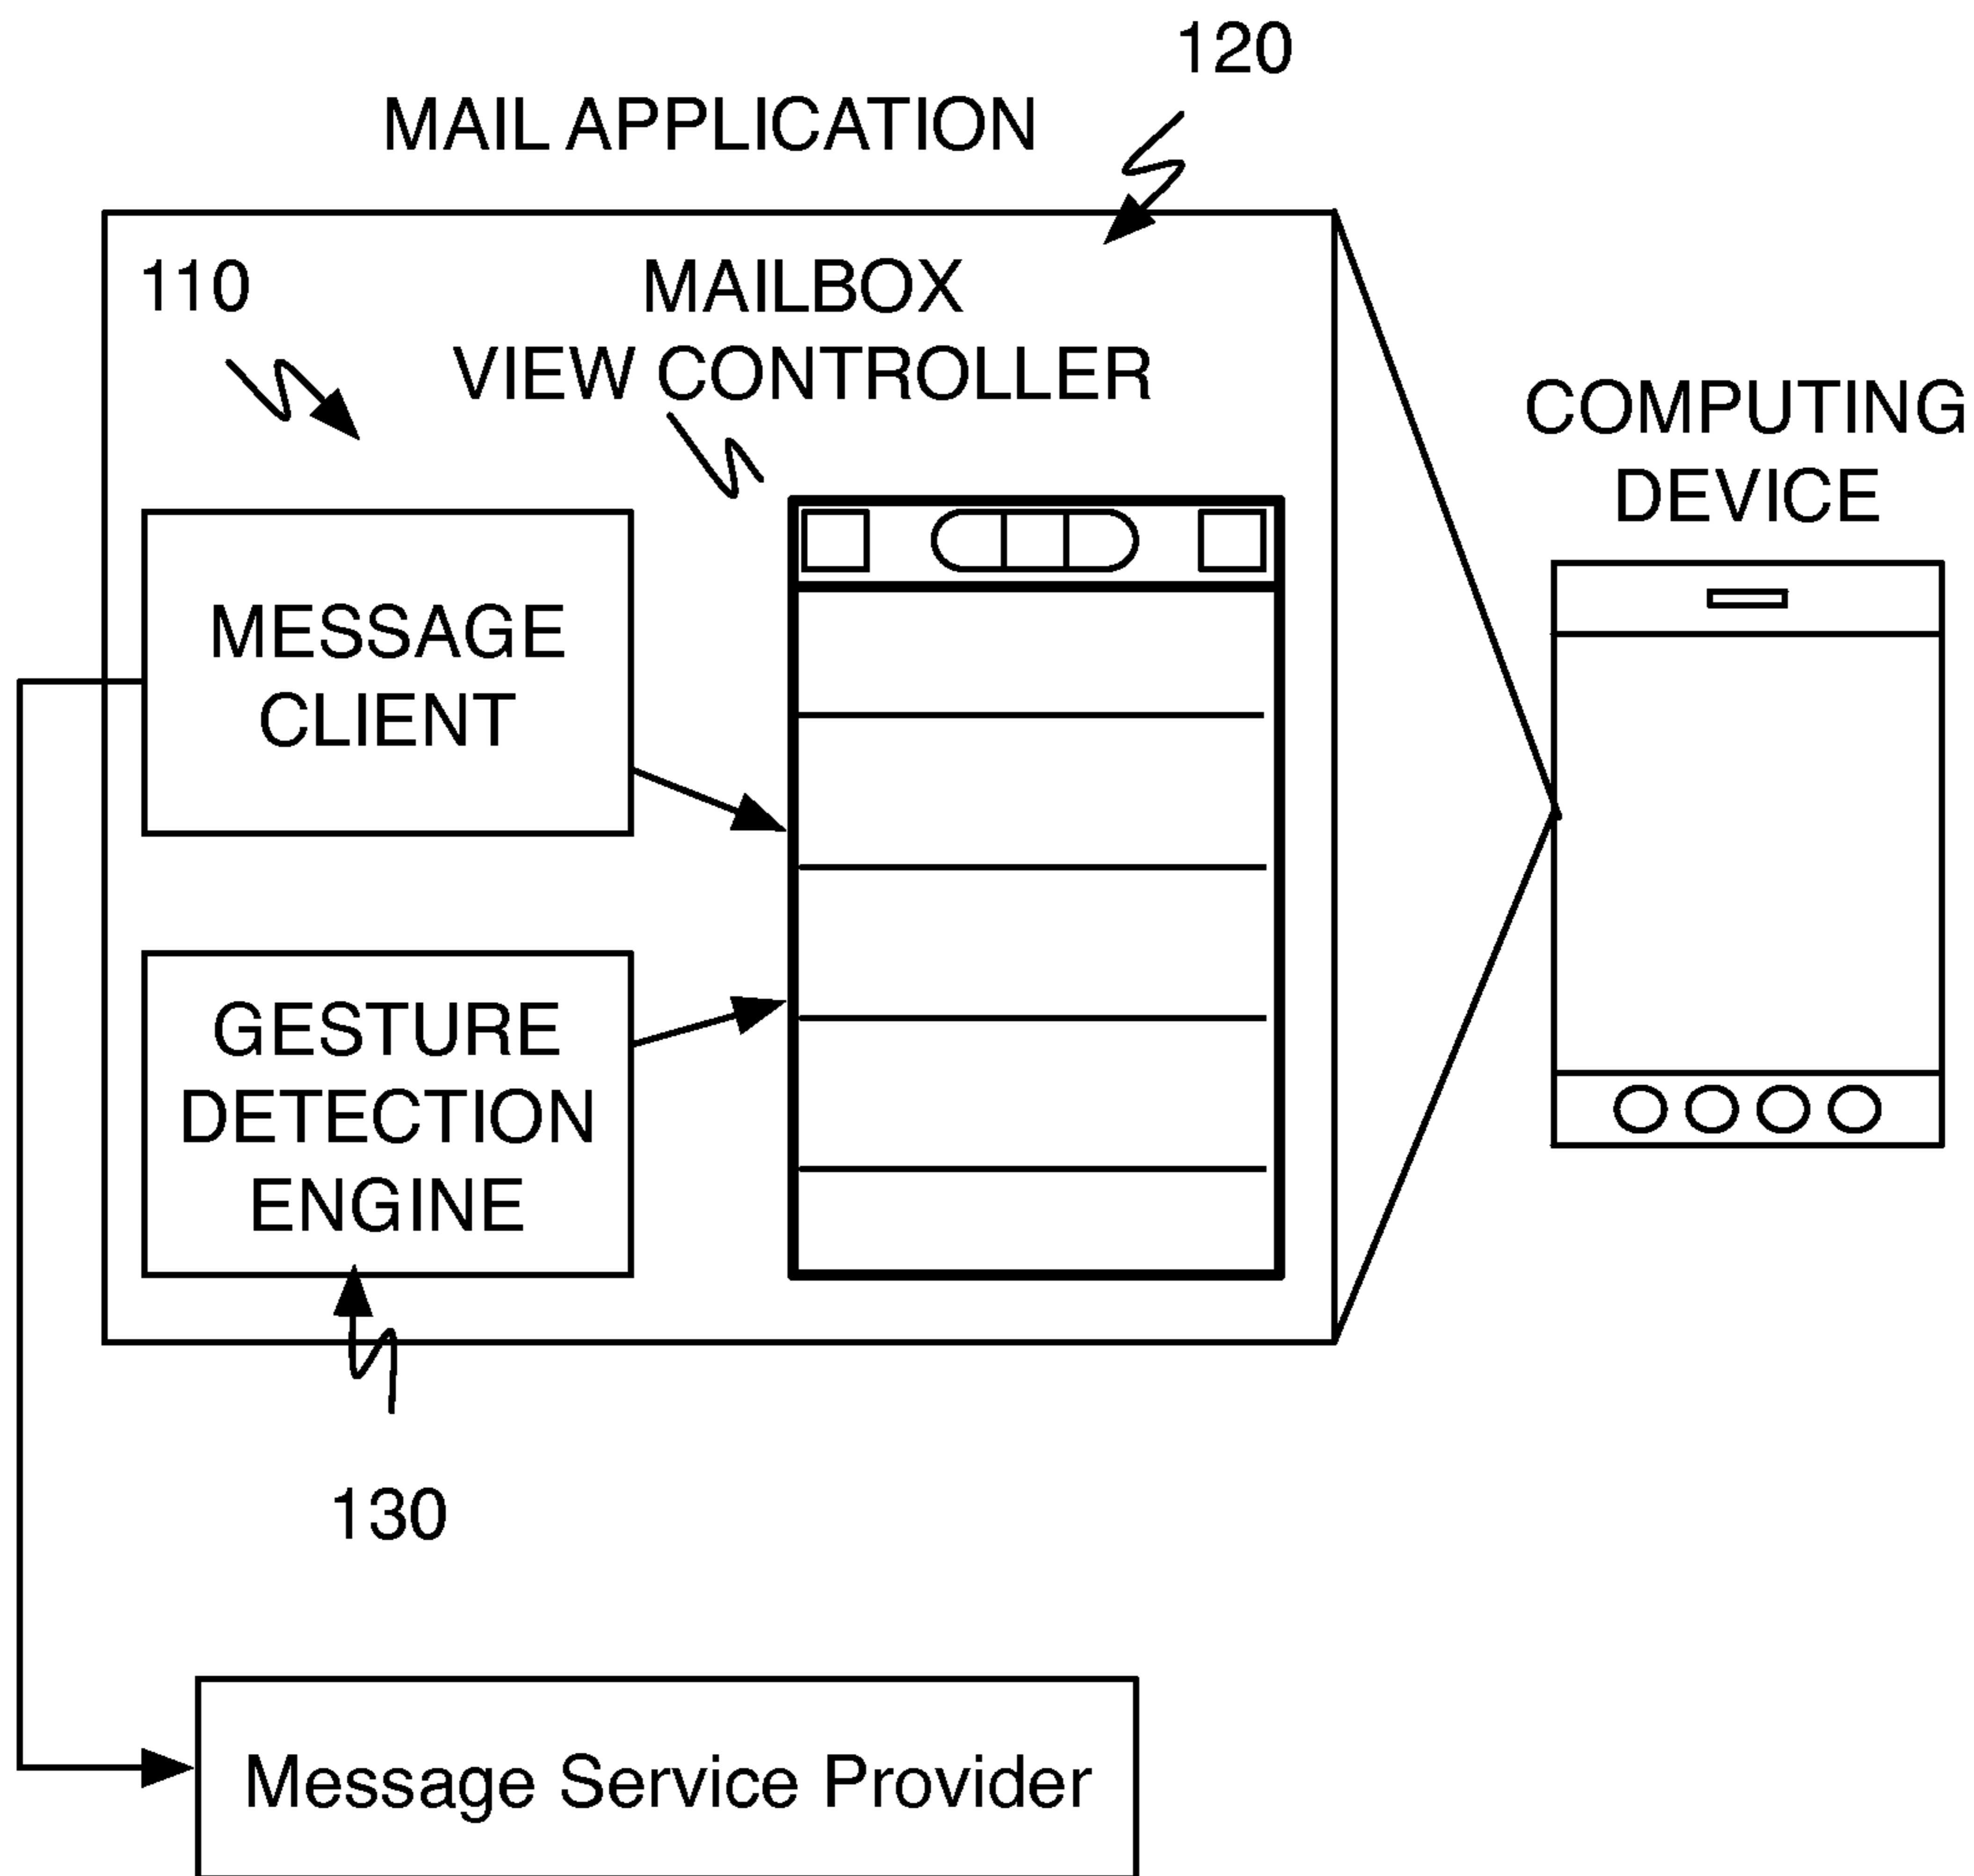 120
MAIL APPLICATION
110
MAILBOX
VIEW CONTROLLER
COMPUTING
DEVICE
MESSAGE
CLIENT
GESTURE
DETECTION
ENGINE
130
Message Service Provider